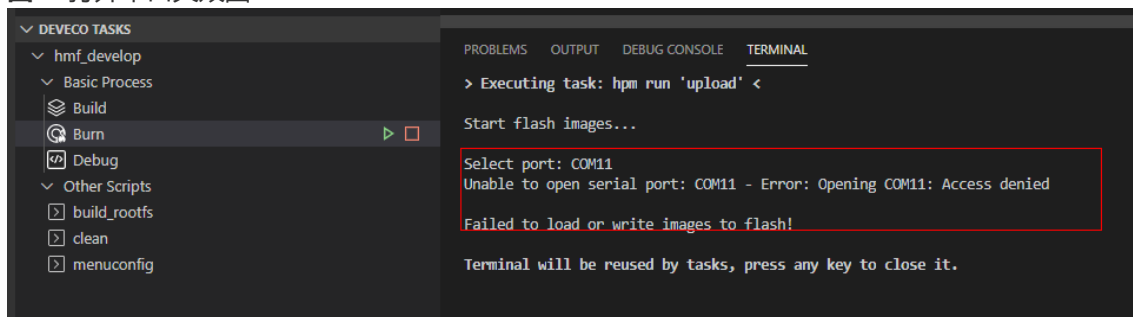 DEVECO TASKS
hmf_develop
Basic Process
Build
Burn
Debug
Other Scripts
build_rootfs
clean
menuconfig
PROBLEMS OUTPUT DEBUG CONSOLE TERMINAL
> Executing task: hpm run 'upload' <
Start flash images...
Select port: COM11
Unable to open serial port: COM11 - Error: Opening COM11: Access denied
Failed to load or write images to flash!
Terminal will be reused by tasks, press any key to close it.